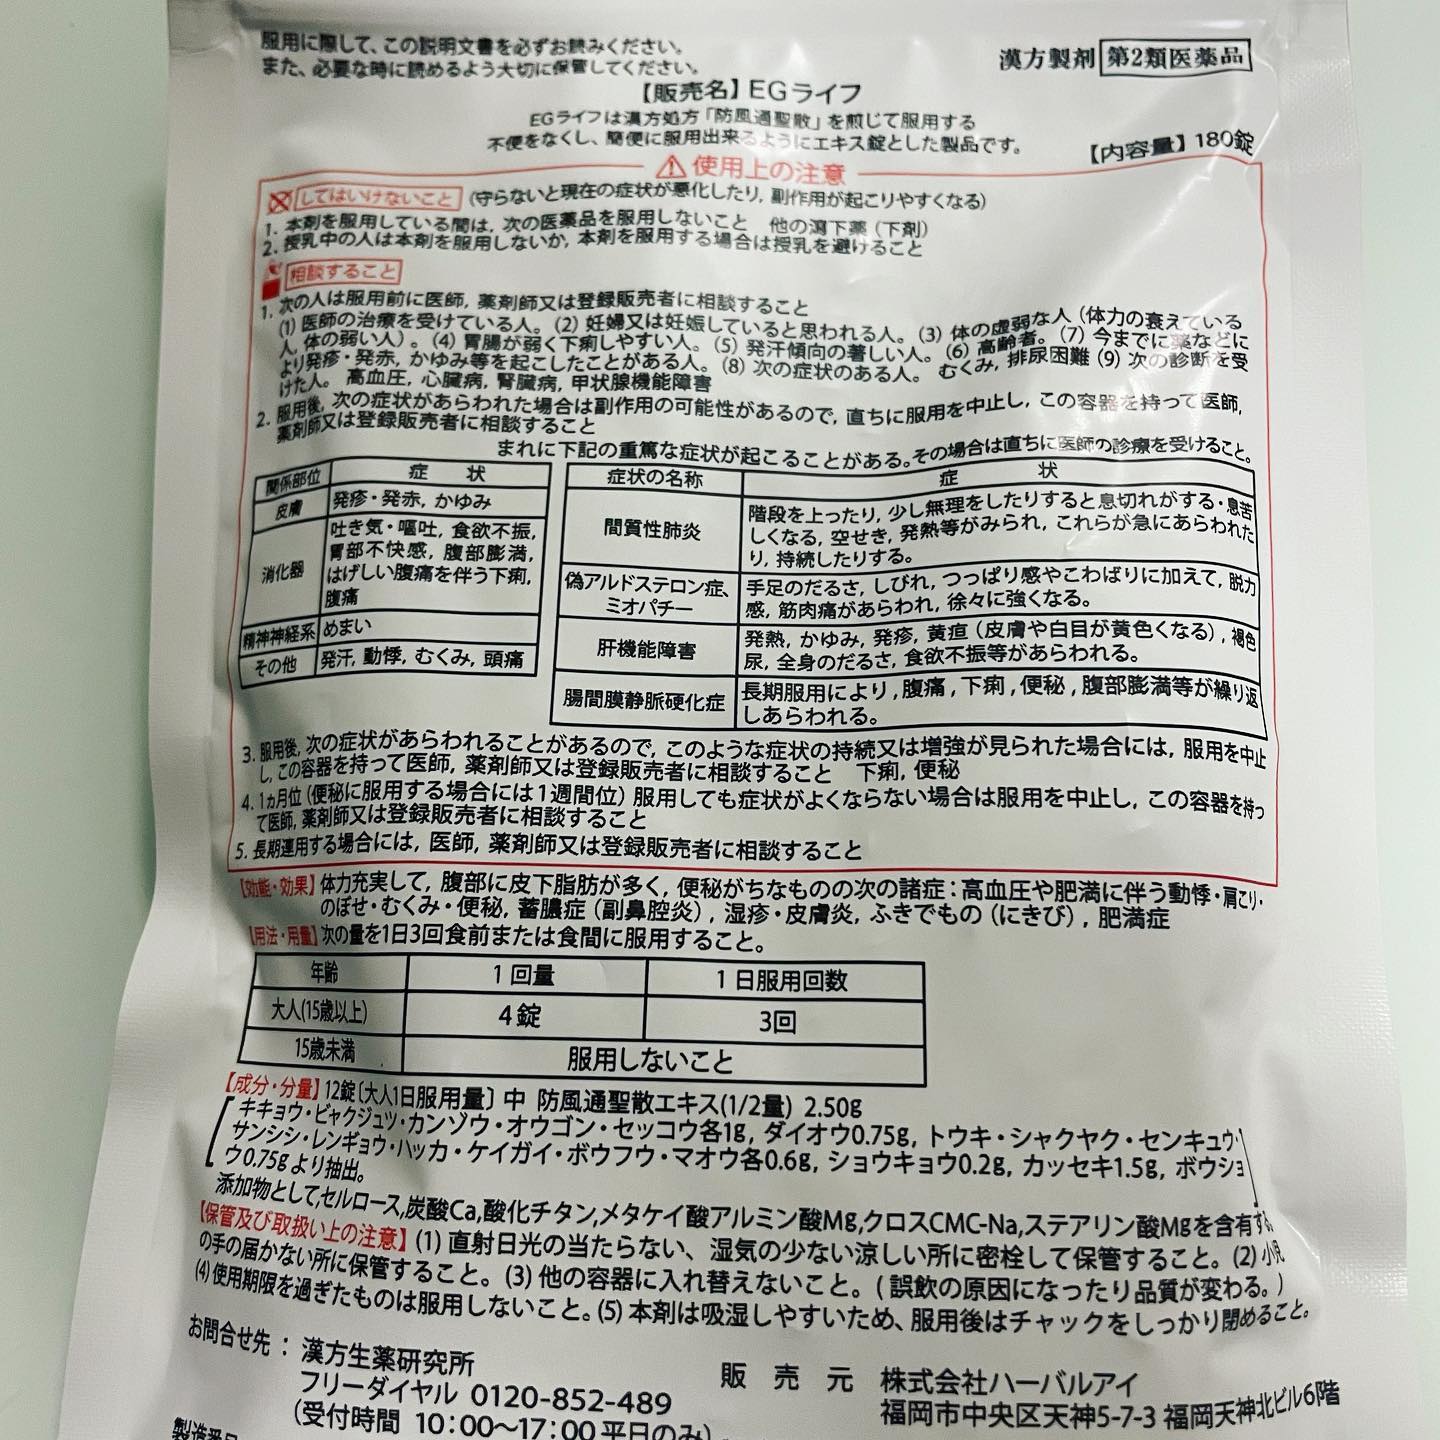 服用に際して、この説明文書を必ずお読みください。
また、必要な時に読めるよう大切に保管してください。
漢方製剤 第2類医薬品
【販売名】EGライフ
EGライフは漢方処方「防風通聖散」を煎じて服用する
不便をなくし、簡便に服用出来るようにエキス錠とした製品です。
【内容量】180錠
使用上の注意
してはいけないこと (守らないと現在の症状が悪化したり, 副作用が起こりやすくなる)
1. 本剤を服用している間は, 次の医薬品を服用しないこと 他の瀉下薬(下剤)
2. 授乳中の人は本剤を服用しないか, 本剤を服用する場合は授乳を避けること
相談すること
1. 次の人は服用前に医師, 薬剤師又は登録販売者に相談すること
(1) 医師の治療を受けている人。(2) 妊婦又は妊娠していると思われる人。(3) 体の虚弱な人(体力の衰えている
人, 体の弱い人)。(4) 胃腸が弱く下痢しやすい人。(5) 発汗傾向の著しい人。(6) 高齢者。(7) 今までに薬などに
より発疹・発赤, かゆみ等を起こしたことがある人。(8) 次の症状のある人。 むくみ, 排尿困難 (9) 次の診断を受
けた人。 高血圧, 心臓病, 腎臓病, 甲状腺機能障害
2. 服用後, 次の症状があらわれた場合は副作用の可能性があるので, 直ちに服用を中止し, この容器を持って医師,
薬剤師又は登録販売者に相談すること
関係部位 症状
皮膚 発疹・発赤, かゆみ
消化器 吐き気・嘔吐, 食欲不振,
胃部不快感, 腹部膨満,
はげしい腹痛を伴う下痢,
腹痛
精神神経系 めまい
その他 発汗, 動悸, むくみ, 頭痛
まれに下記の重篤な症状が起こることがある。その場合は直ちに医師の診療を受けること。
症状の名称 症状
間質性肺炎 階段を上ったり, 少し無理をしたりすると息切れがする・息苦
しくなる, 空せき, 発熱等がみられ, これらが急にあらわれた
り, 持続したりする。
偽アルドステロン症、
ミオパチー 手足のだるさ, しびれ, つっぱり感やこわばりに加えて, 脱力
感, 筋肉痛があらわれ, 徐々に強くなる。
肝機能障害 発熱, かゆみ, 発疹, 黄疸(皮膚や白目が黄色くなる), 褐色
尿, 全身のだるさ, 食欲不振等があらわれる。
腸間膜静脈硬化症 長期服用により, 腹痛, 下痢, 便秘, 腹部膨満等が繰り返
しあらわれる。
3. 服用後, 次の症状があらわれることがあるので, このような症状の持続又は増強が見られた場合には, 服用を中止
し, この容器を持って医師, 薬剤師又は登録販売者に相談すること 下痢, 便秘
4. 1ヵ月位(便秘に服用する場合には1週間位)服用しても症状がよくならない場合は服用を中止し, この容器を持っ
て医師, 薬剤師又は登録販売者に相談すること
5. 長期連用する場合には, 医師, 薬剤師又は登録販売者に相談すること
【効能・効果】体力充実して, 腹部に皮下脂肪が多く, 便秘がちなものの次の諸症:高血圧や肥満に伴う動悸・肩こり・
のぼせ・むくみ・便秘, 蓄膿症(副鼻腔炎), 湿疹・皮膚炎, ふきでもの(にきび), 肥満症
【用法・用量】次の量を1日3回食前または食間に服用すること。
年齢 1回量 1日服用回数
大人(15歳以上) 4錠 3回
15歳未満 服用しないこと
【成分・分量】12錠〔大人1日服用量〕中 防風通聖散エキス(1/2量) 2.50g
キキョウ・ビャクジュツ・カンゾウ・オウゴン・セッコウ各1g, ダイオウ0.75g, トウキ・シャクヤク・センキュウ・
サンシシ・レンギョウ・ハッカ・ケイガイ・ボウフウ・マオウ各0.6g, ショウキョウ0.2g, カッセキ1.5g, ボウショ
ウ0.75gより抽出。
添加物として,セルロース,炭酸Ca,酸化チタン,メタケイ酸アルミン酸Mg,クロスCMC-Na,ステアリン酸Mgを含有する。
【保管及び取扱い上の注意】(1) 直射日光の当たらない、湿気の少ない涼しい所に密栓して保管すること。(2) 小児
の手の届かない所に保管すること。(3) 他の容器に入れ替えないこと。(誤飲の原因になったり品質が変わる。)
(4) 使用期限を過ぎたものは服用しないこと。(5) 本剤は吸湿しやすいため、服用後はチャックをしっかり閉めること。
お問合せ先:漢方生薬研究所
フリーダイヤル 0120-852-489
(受付時間 10:00〜17:00 平日のみ)
販売元 株式会社ハーバルアイ
福岡市中央区天神5-7-3 福岡天神北ビル6階
製造番号